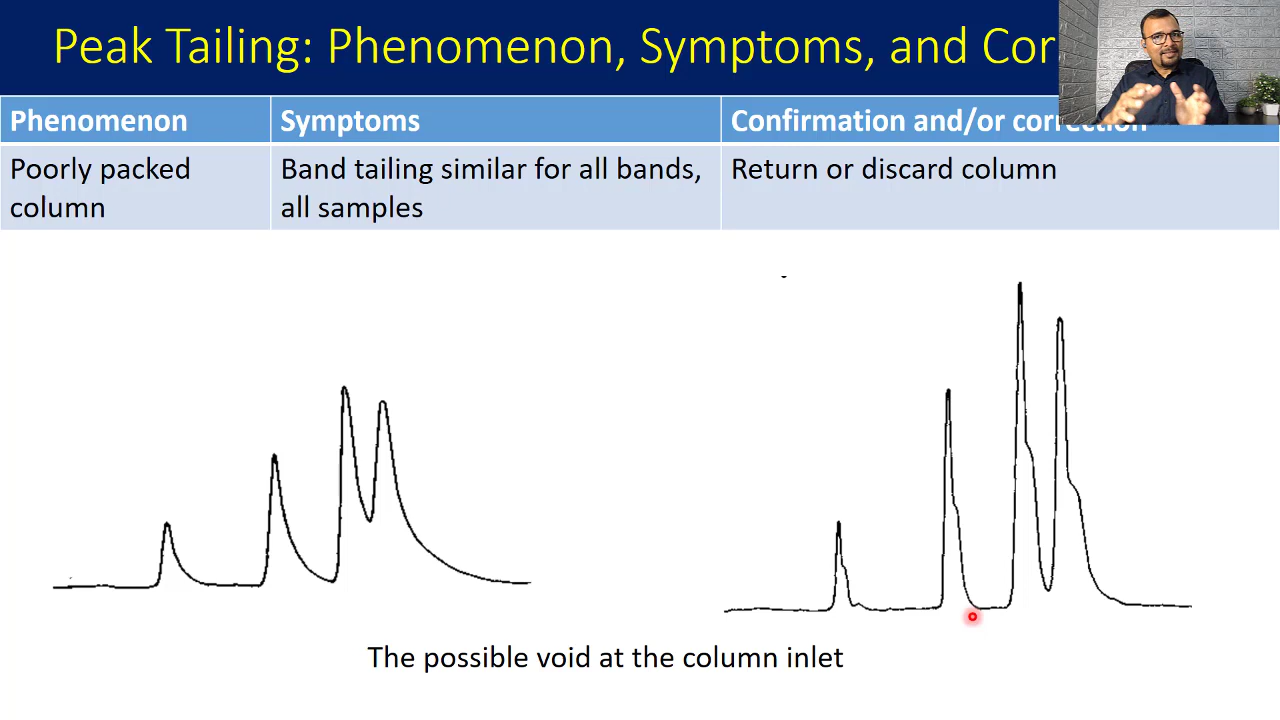 Peak Tailing: Phenomenon, Symptoms, and Cor
Phenomenon
Symptoms
Confirmation and/or correction
Poorly packed
column
Band tailing similar for all bands,
all samples
Return or discard column
The possible void at the column inlet